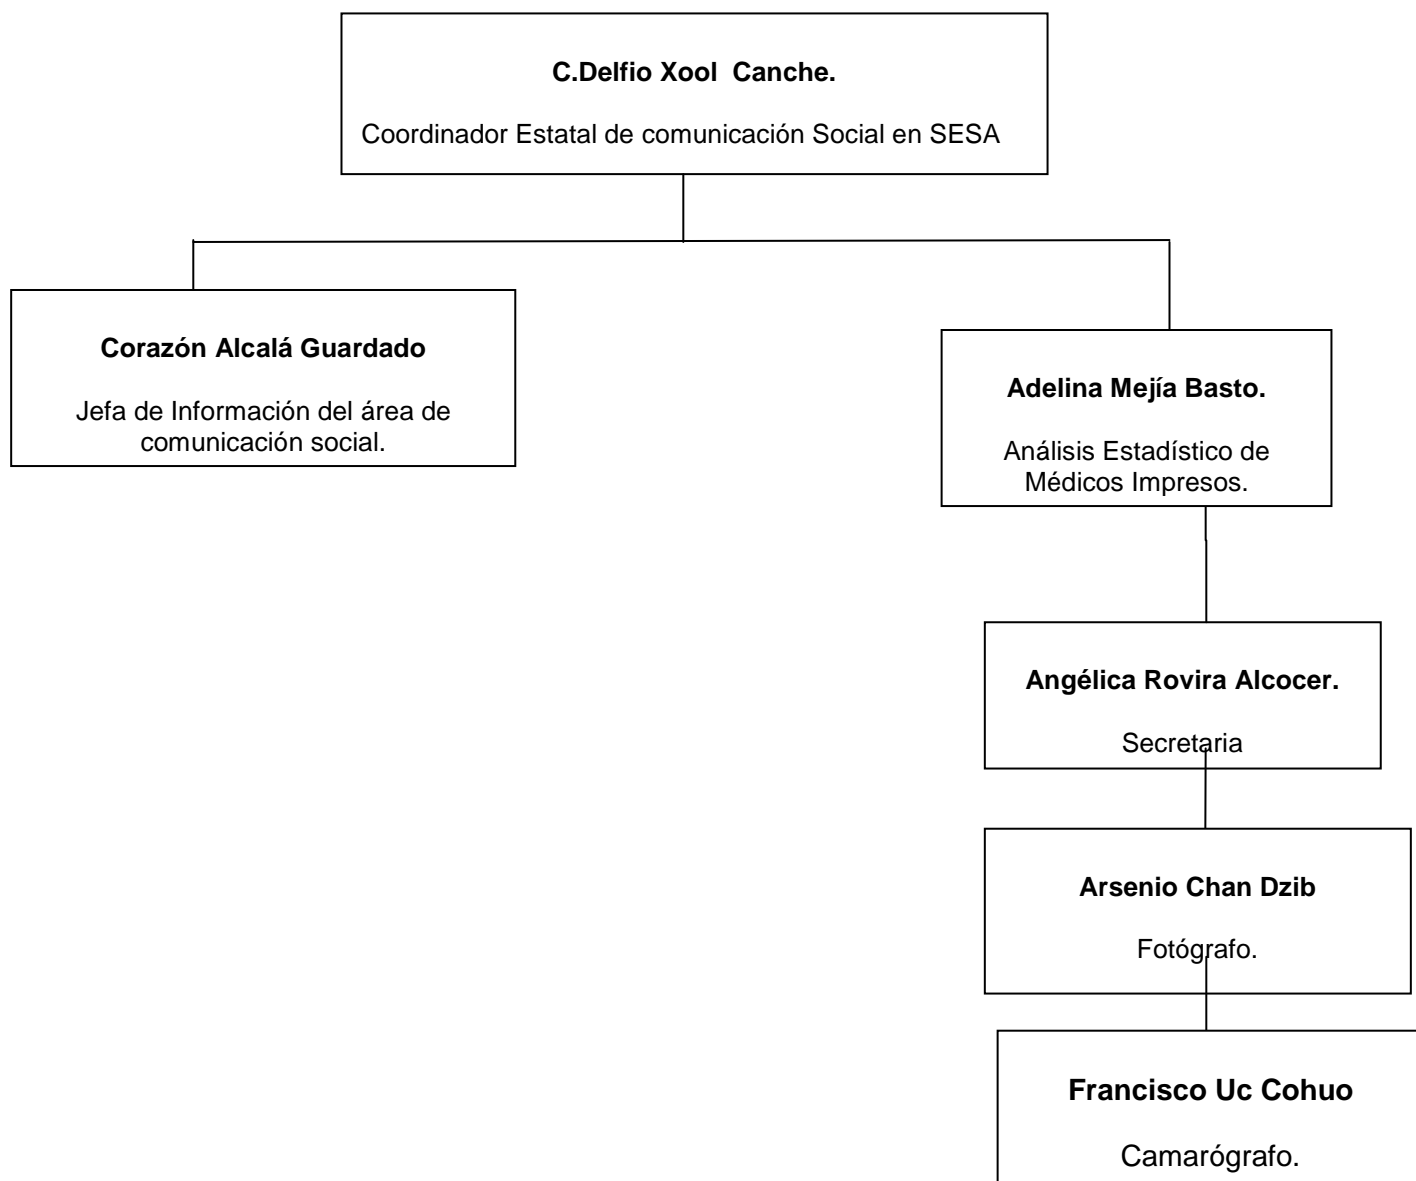 C.Delfio Xool  Canche.
Coordinador Estatal de comunicación Social en SESA
Corazón Alcalá Guardado
Jefa de Información del área de
comunicación social.
Adelina Mejía Basto.
Análisis Estadístico de
Médicos Impresos.
Angélica Rovira Alcocer.
Secretaria
Arsenio Chan Dzib
Fotógrafo.
Francisco Uc Cohuo
Camarógrafo.